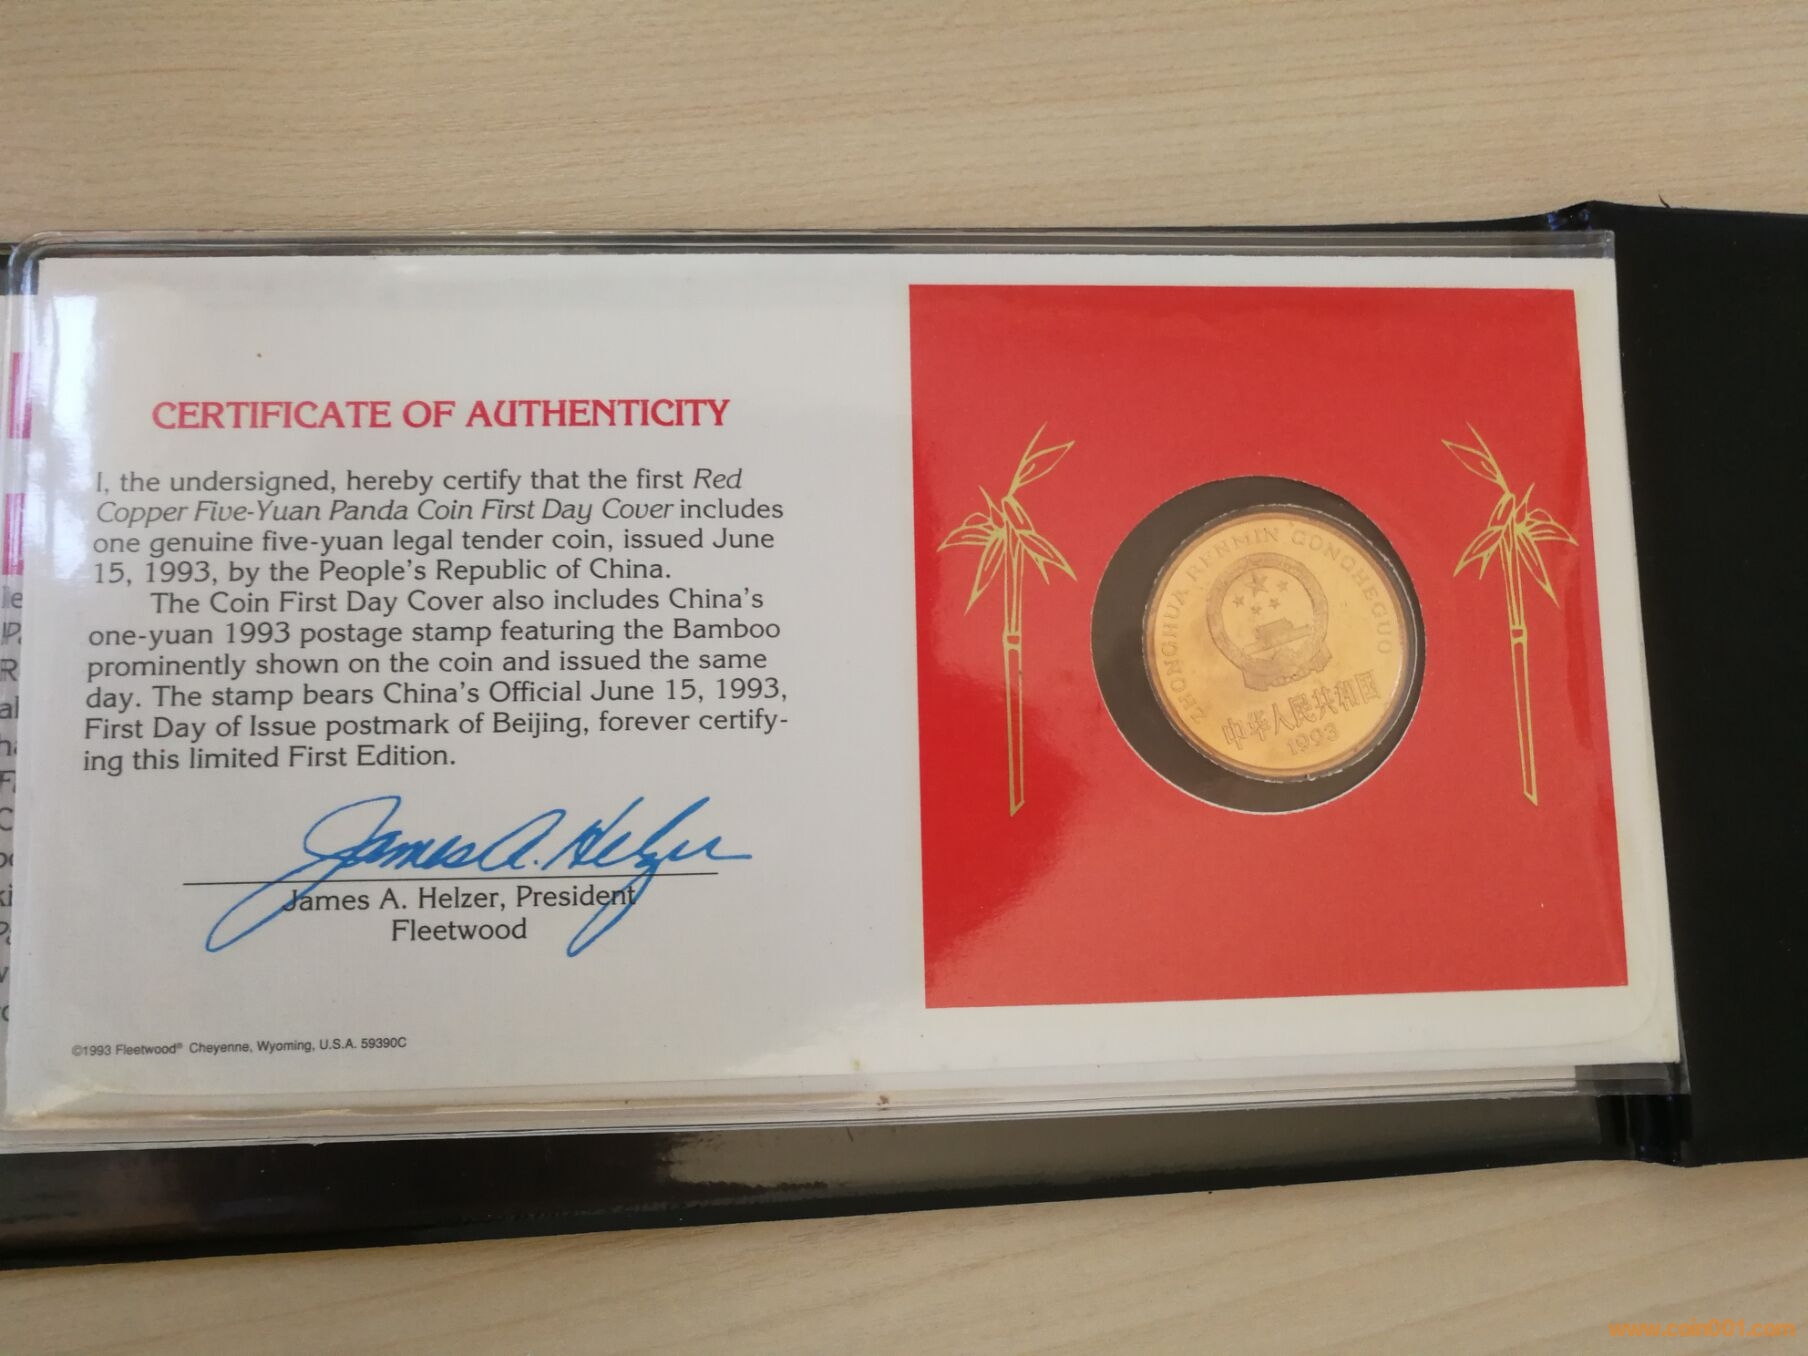 CERTIFICATE OF AUTHENTICITY
I, the undersigned, hereby certify that the first Red
Copper Five-Yuan Panda Coin First Day Cover includes
one genuine five-yuan legal tender coin, issued June
15, 1993, by the People's Republic of China.
The Coin First Day Cover also includes China's
one-yuan 1993 postage stamp featuring the Bamboo
prominently shown on the coin and issued the same
day. The stamp bears China's Official June 15, 1993,
First Day of Issue postmark of Beijing, forever certify-
ing this limited First Edition.
James A. Helzer
James A. Helzer, President
Fleetwood
©1993 Fleetwood® Cheyenne, Wyoming, U.S.A. 59390C
ZHONGHUA RENMIN GONGHEGUO
中华人民共和国
1993
www.coin001.com